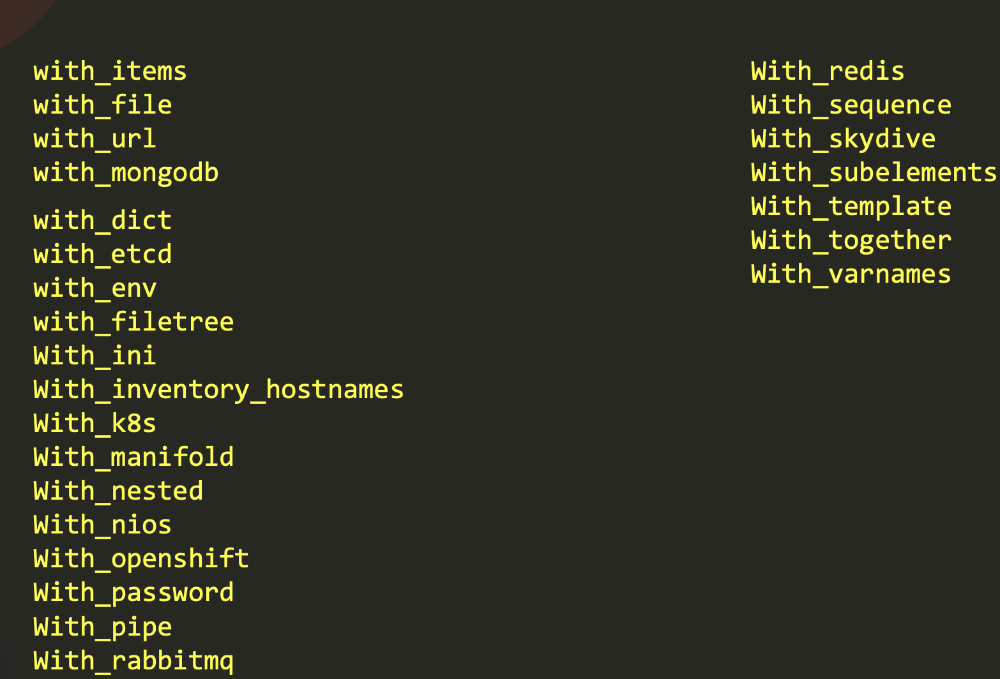 with_items
with_file
with_url
with_mongodb
with_dict
with_etcd
with_env
with_filetree
With_ini
With_inventory_hostnames
With_k8s
With_manifold
With_nested
With_nios
With_openshift
With_password
With_pipe
With_rabbitmq
With_redis
With_sequence
With_skydive
With_subelements
With_template
With_together
With_varnames